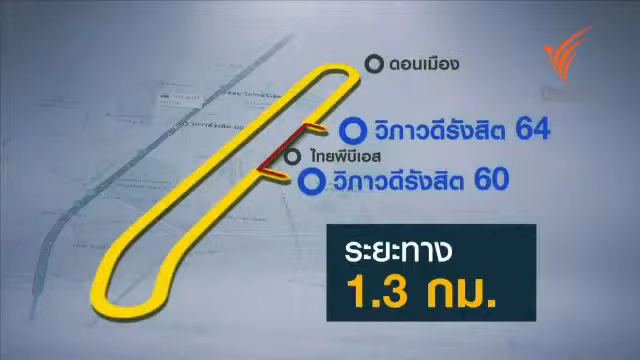 ดอนเมือง
วิภาวดีรังสิต 64
ไทยพีบีเอส
วิภาวดีรังสิต 60
ระยะทาง
1.3 กม.